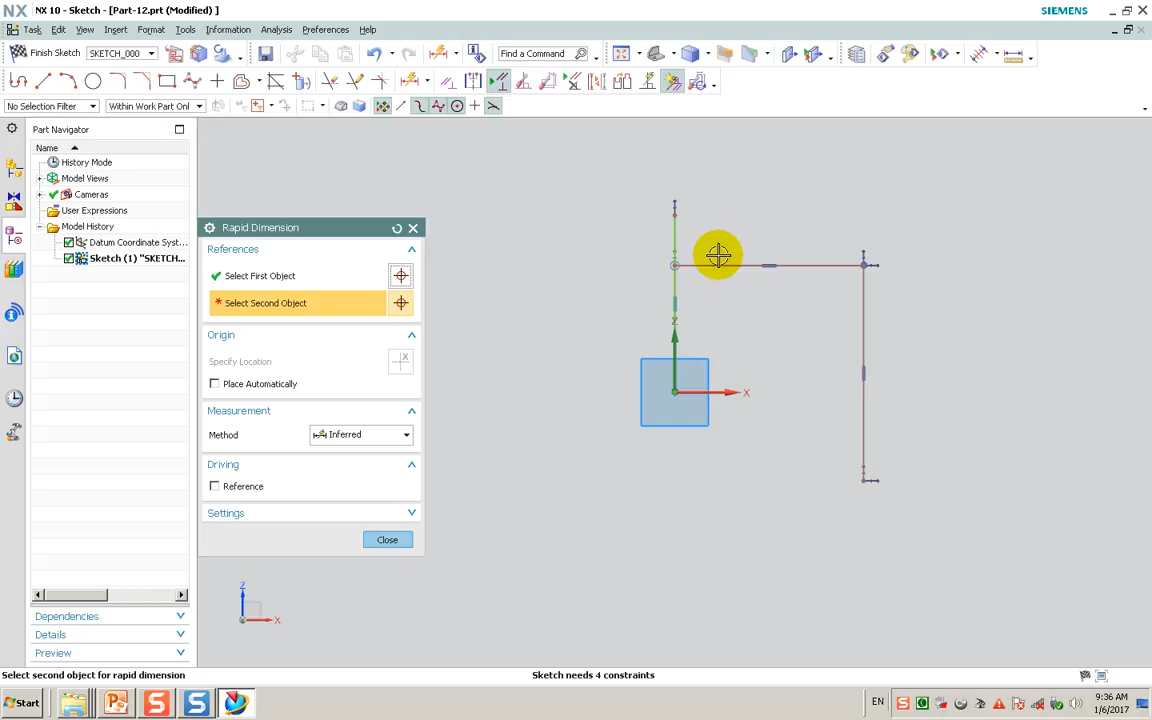 NX NX 10 - Sketch - [Part-12.prt (Modified) ] SIEMENS
Task Edit View Insert Format Tools Information Analysis Preferences Help
Finish Sketch SKETCH_000 Find a Command
No Selection Filter Within Work Part Onl
Part Navigator
Name
History Mode
Model Views
Cameras
User Expressions
Model History
Datum Coordinate Syst...
Sketch (1) "SKETCH...
Dependencies
Details
Preview
Rapid Dimension
References
Select First Object
* Select Second Object
Origin
Specify Location
Place Automatically
Measurement
Method Inferred
Driving
Reference
Settings
Close
Z
X
Z
X
Select second object for rapid dimension Sketch needs 4 constraints
Start EN 9:36 AM
1/6/2017